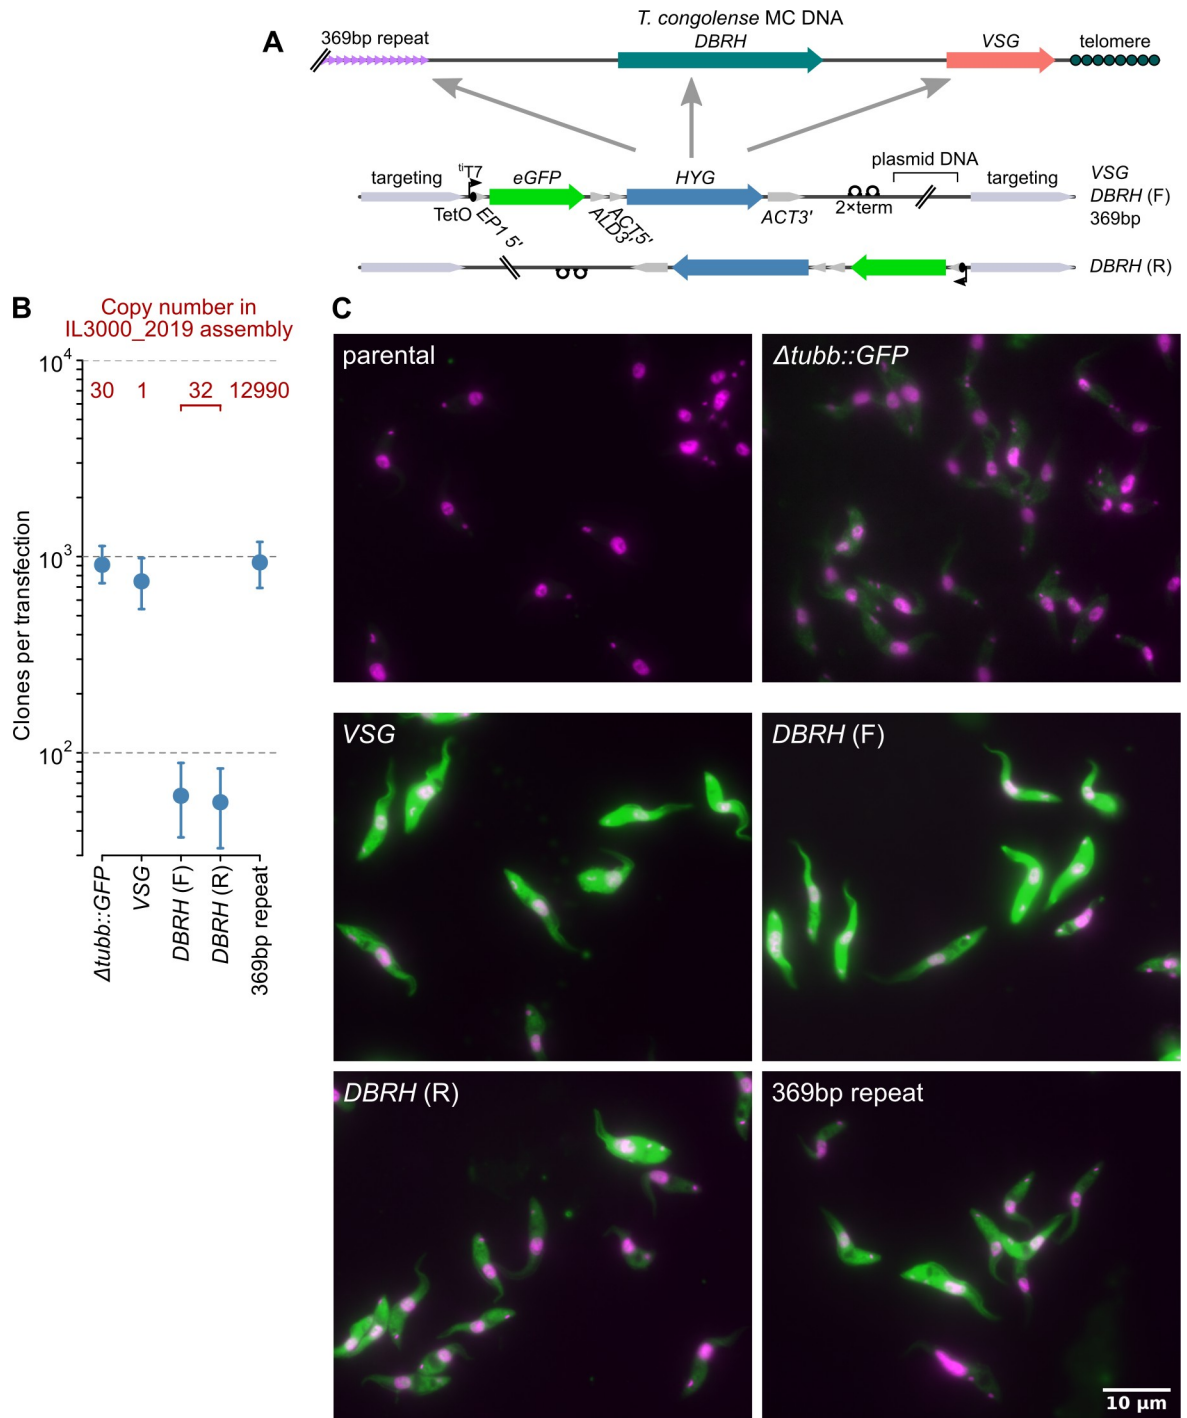 A
T. congolense MC DNA
369bp repeat
DBRH
VSG
telomere
targeting
tiT7
eGFP
HYG
plasmid DNA
targeting
VSG
DBRH (F)
369bp
TetO
EP1 5'
ALD3'
ACT5'
ACT3'
2×term
DBRH (R)
B
Copy number in
IL3000_2019 assembly
10^4
30 1 32 12990
10^3
10^2
Clones per transfection
Δtubb::GFP
VSG
DBRH (F)
DBRH (R)
369bp repeat
C
parental
Δtubb::GFP
VSG
DBRH (F)
DBRH (R)
369bp repeat
10 μm